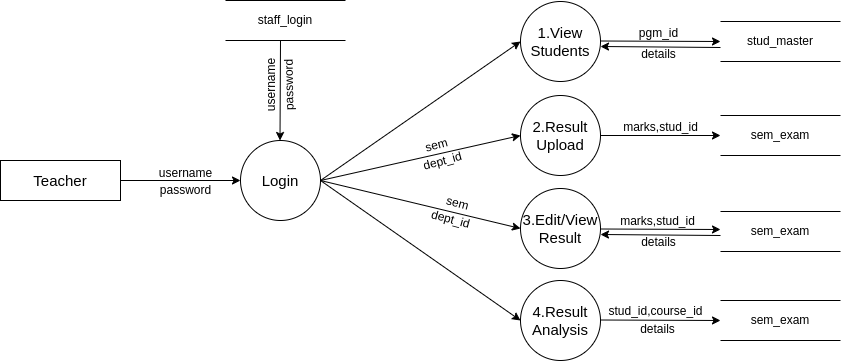 staff_login
username
password
Teacher
username
password
Login
sem
dept_id
sem
dept_id
1.View
Students
pgm_id
details
stud_master
2.Result
Upload
marks,stud_id
sem_exam
3.Edit/View
Result
marks,stud_id
details
sem_exam
4.Result
Analysis
stud_id,course_id
details
sem_exam